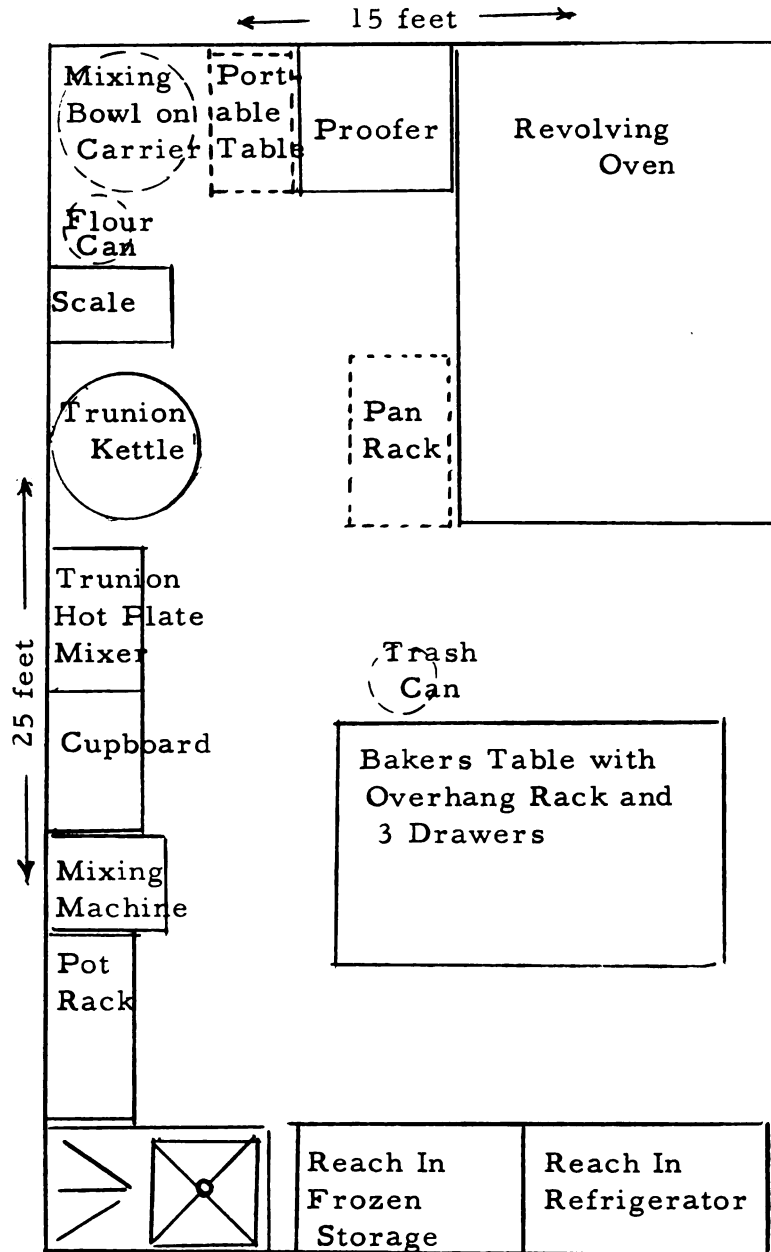 15 feet
Mixing
Bowl on
Carrier
Port-
able
Table
Proofer
Revolving
Oven
Flour
Can
Scale
Trunion
Kettle
Pan
Rack
25 feet
Trunion
Hot Plate
Mixer
Trash
Can
Cupboard
Bakers Table with
Overhang Rack and
3 Drawers
Mixing
Machine
Pot
Rack
Reach In
Frozen
Storage
Reach In
Refrigerator